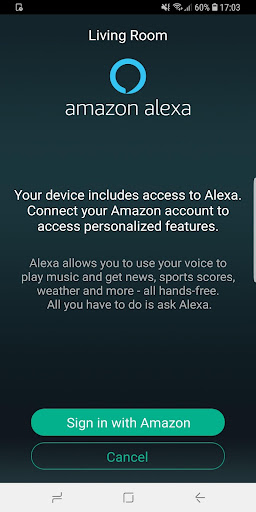 60% 17:03
Living Room
amazon alexa
Your device includes access to Alexa.
Connect your Amazon account to
access personalized features.
Alexa allows you to use your voice to
play music and get news, sports scores,
weather and more - all hands-free.
All you have to do is ask Alexa.
Sign in with Amazon
Cancel